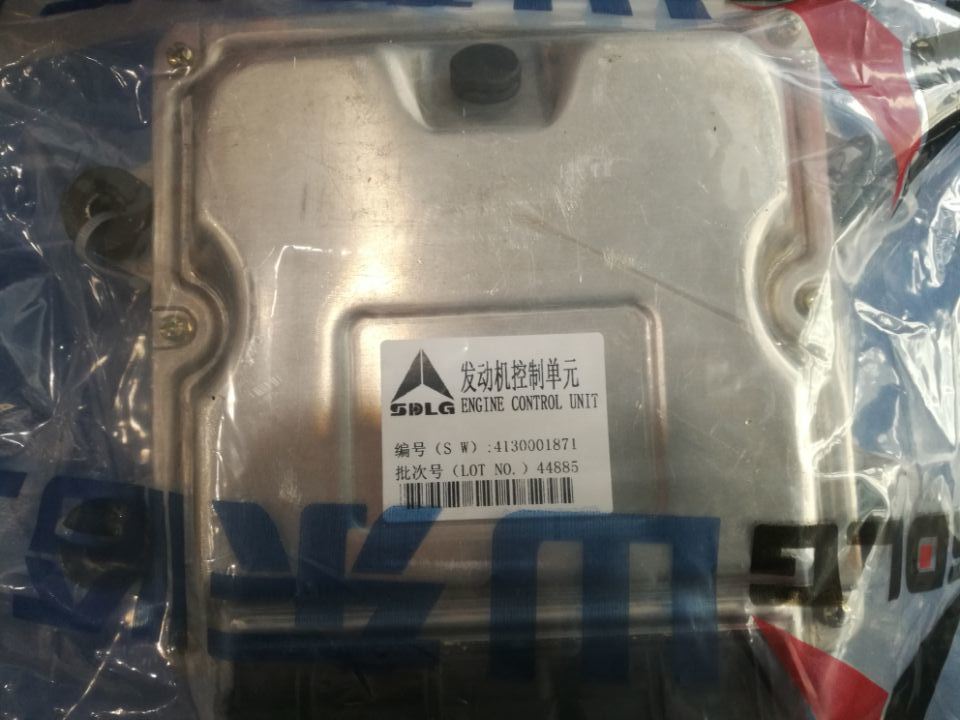 发动机控制单元
SDLG ENGINE CONTROL UNIT
编号（S W）:4130001871
批次号（LOT NO.）44885